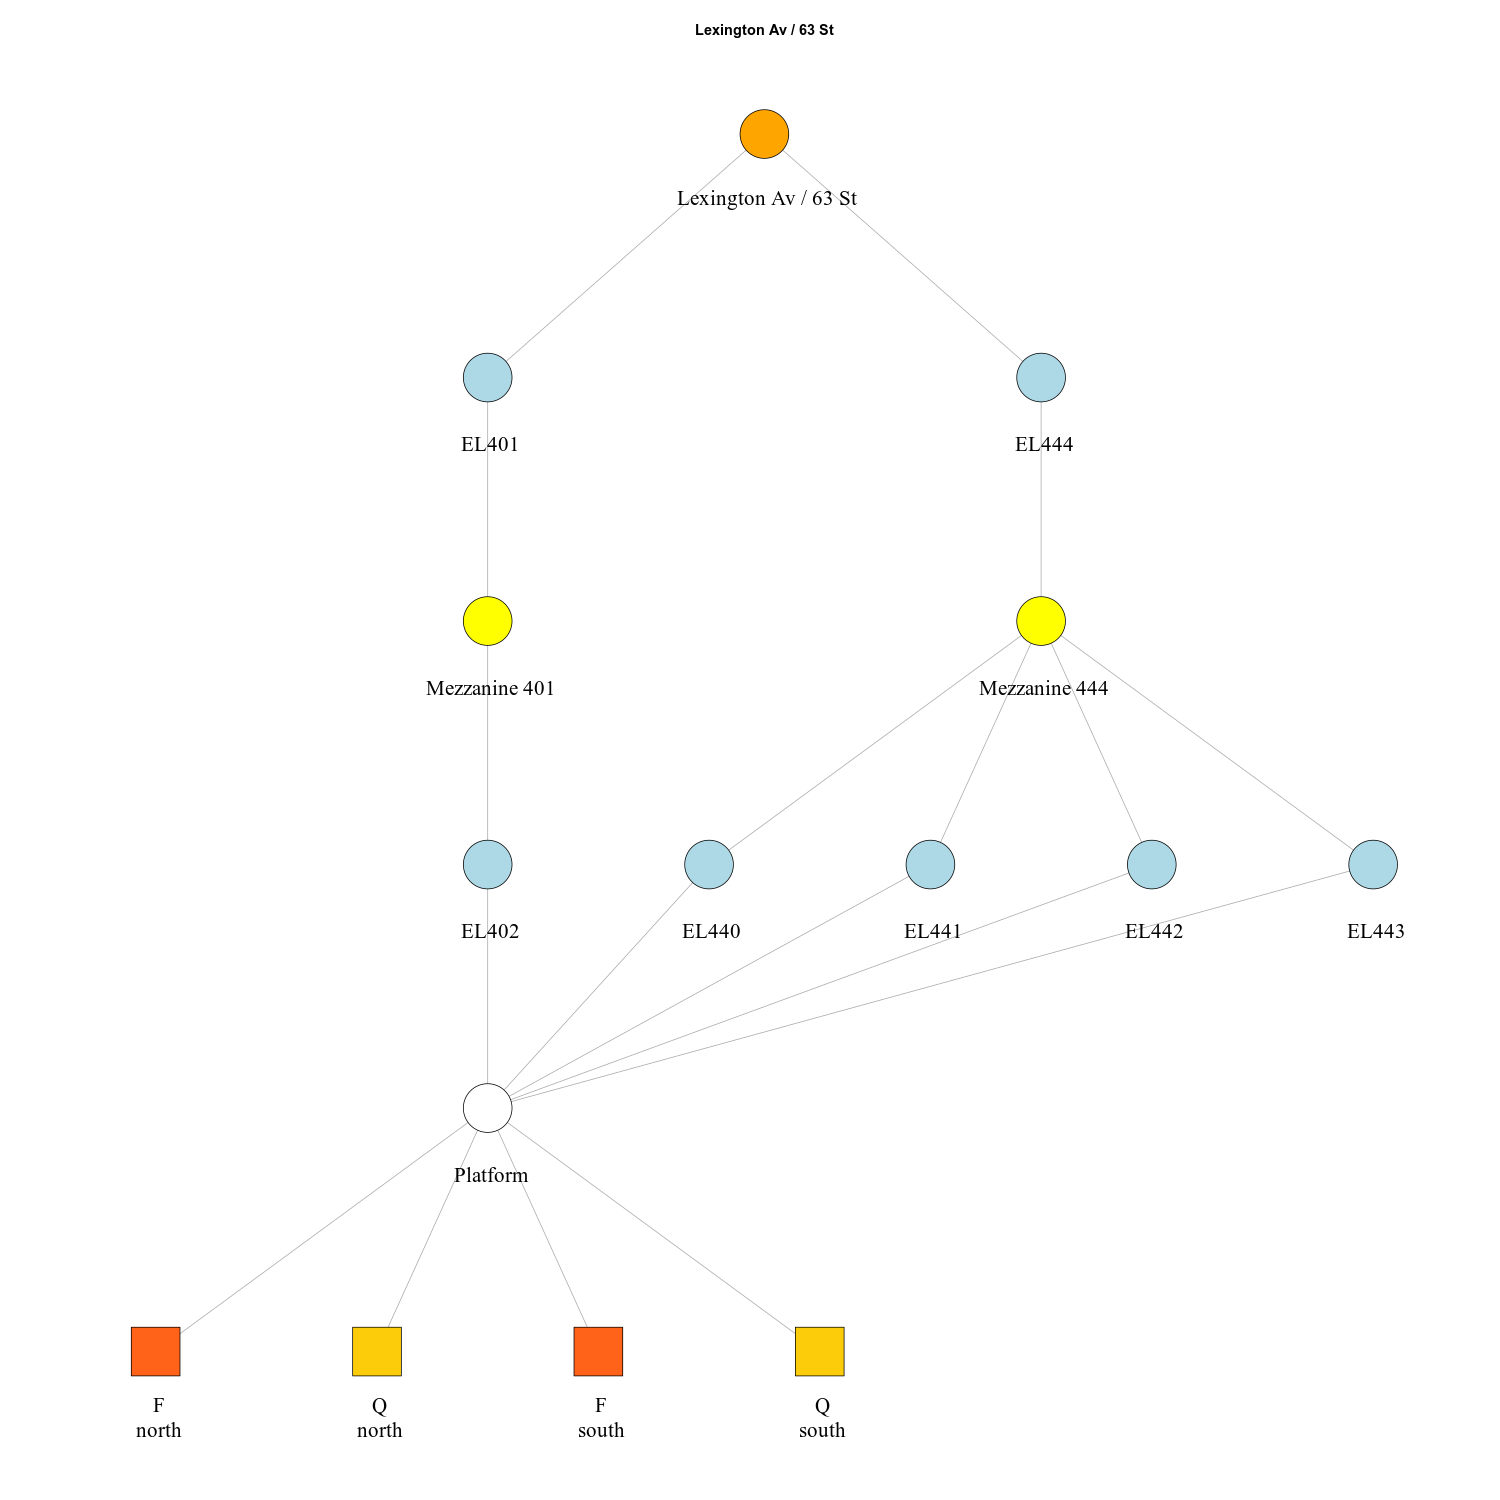 Lexington Av / 63 St
Lexington Av / 63 St
EL401
EL444
Mezzanine 401
Mezzanine 444
EL402
EL440
EL441
EL442
EL443
Platform
F
north
Q
north
F
south
Q
south